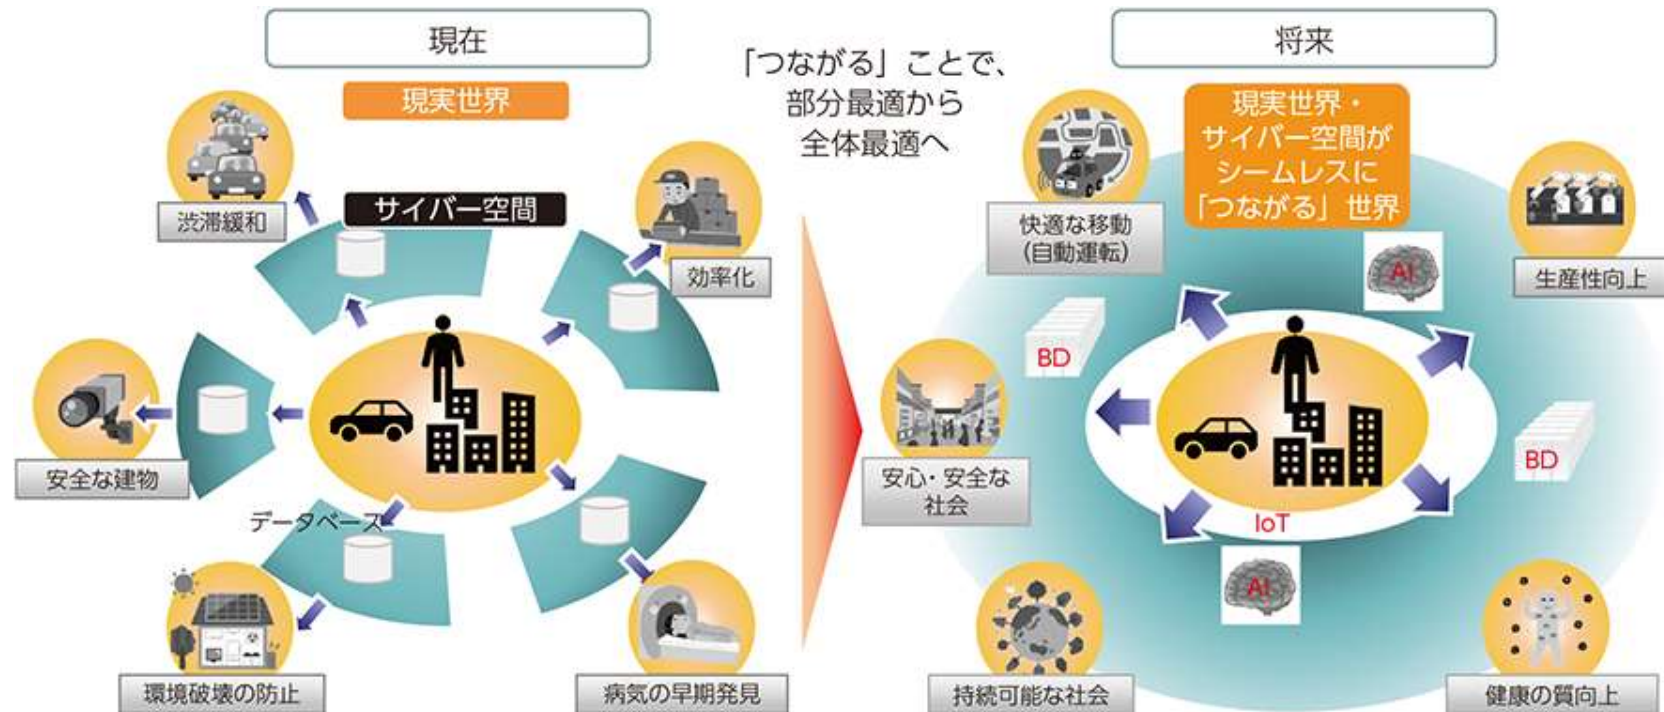 現在
現実世界
渋滞緩和
サイバー空間
効率化
安全な建物
データベース
環境破壊の防止
病気の早期発見
「つながる」ことで、
部分最適から
全体最適へ
将来
現実世界・
サイバー空間が
シームレスに
「つながる」世界
快適な移動
(自動運転)
AI
生産性向上
BD
安心・安全な
社会
BD
IoT
AI
持続可能な社会
健康の質向上